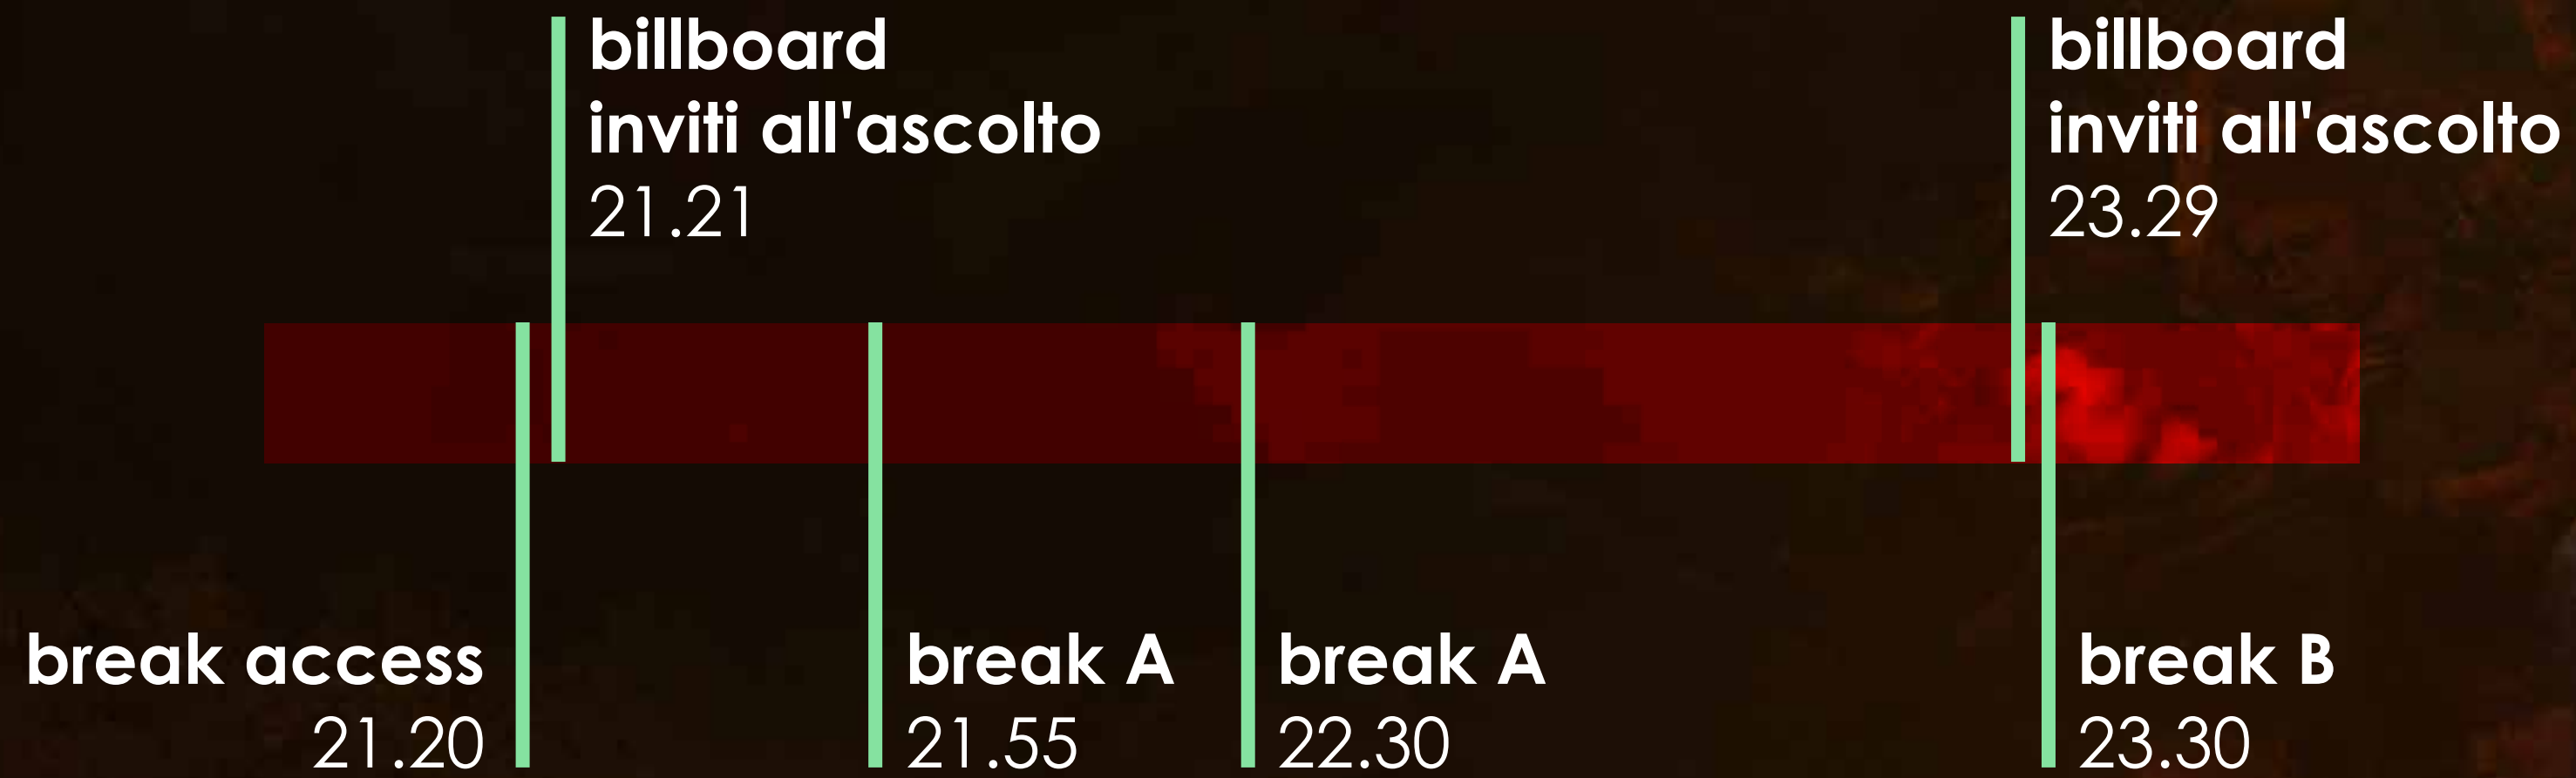 billboard
inviti all'ascolto
21.21
billboard
inviti all'ascolto
23.29
break access
21.20
break A
21.55
break A
22.30
break B
23.30